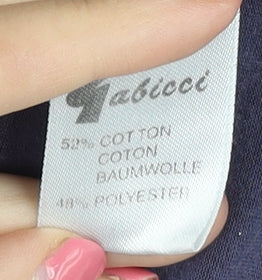 Gabicci
52% COTTON
COTON
BAUMWOLLE
48% POLYESTER